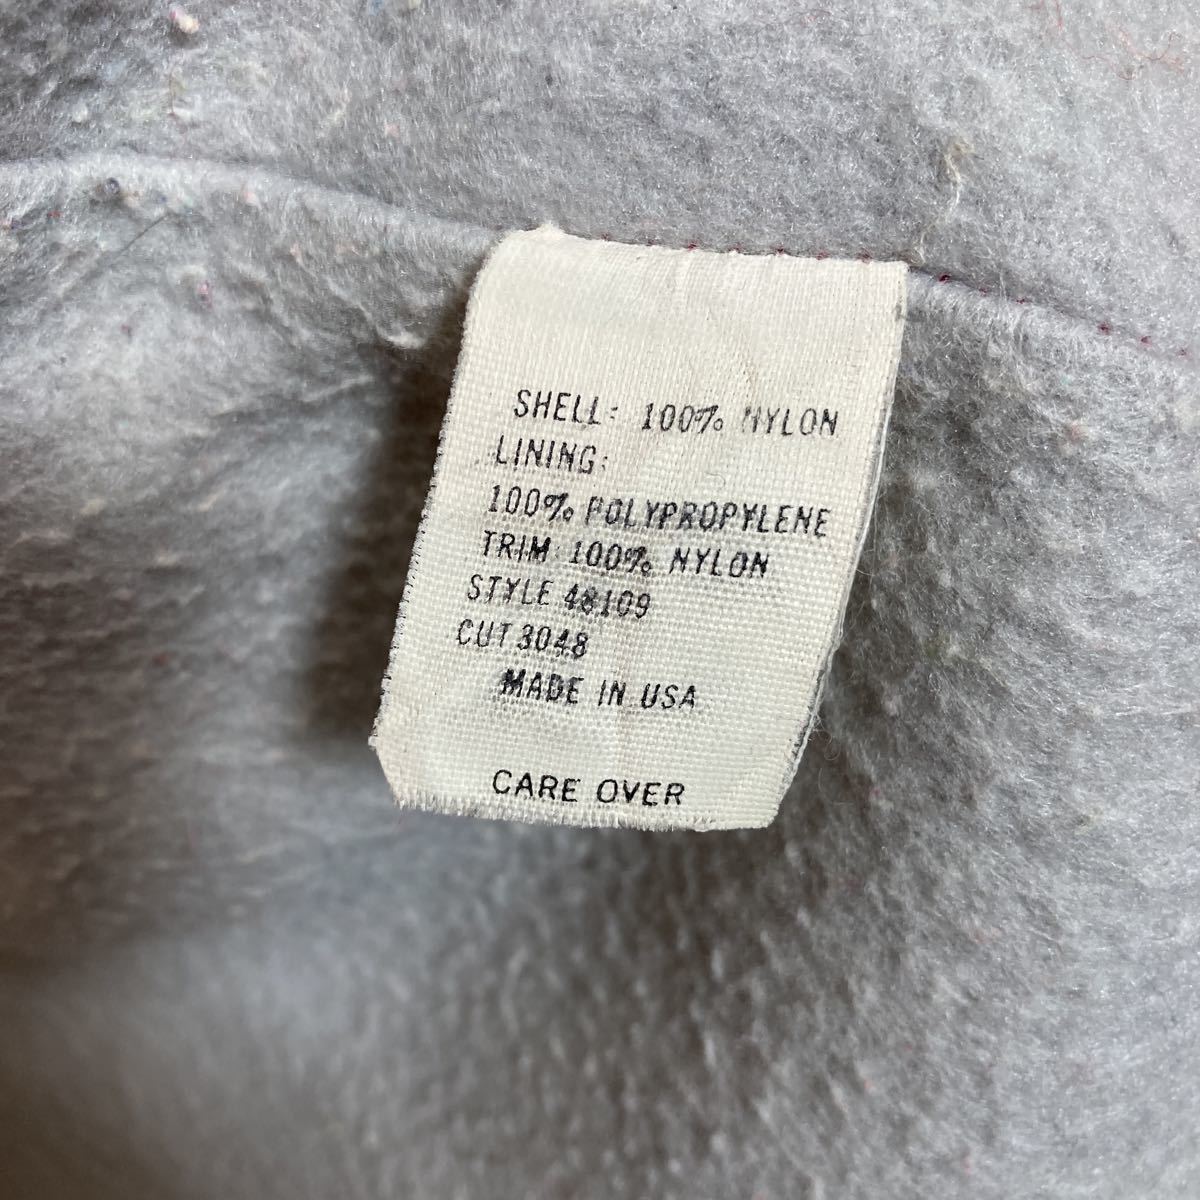 SHELL: 100% NYLON
LINING:
100% POLYPROPYLENE
TRIM: 100% NYLON
STYLE 48109
CUT 3048
MADE IN USA
CARE OVER